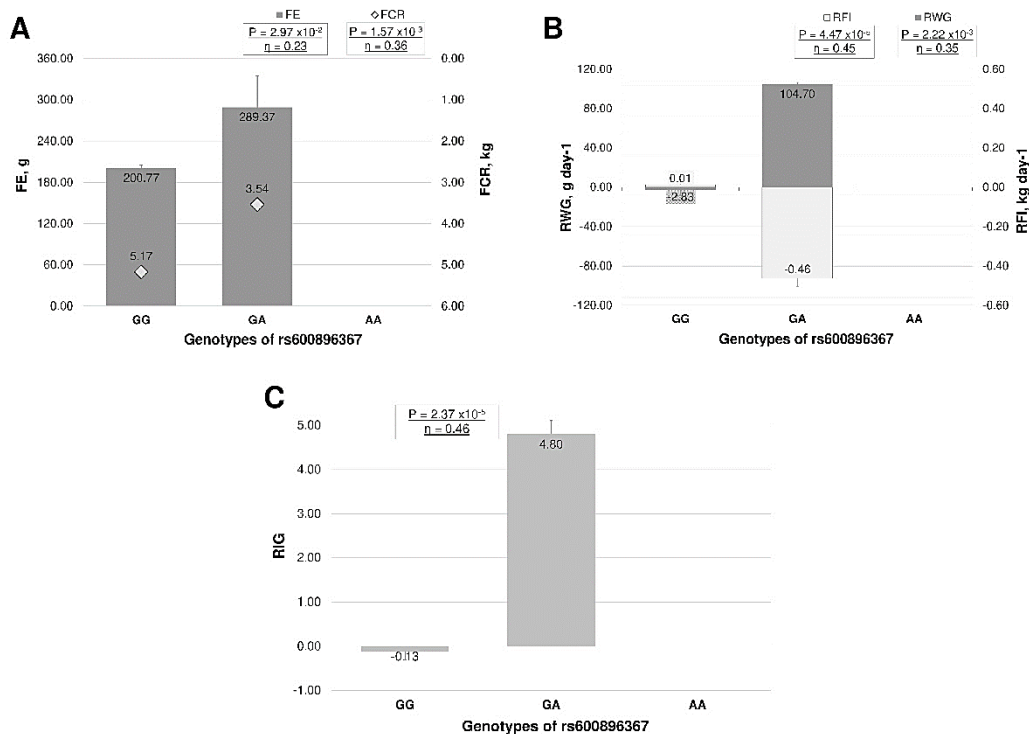 A
FE
FCR
P = 2.97 x10-2
η = 0.23
P = 1.57 x10-3
η = 0.36
360.00
300.00
240.00
180.00
120.00
60.00
0.00
FE, g
200.77
289.37
5.17
3.54
0.00
1.00
2.00
3.00
4.00
5.00
6.00
FCR, kg
GG
GA
AA
Genotypes of rs600896367
B
RFI
RWG
P = 4.47 x10
η = 0.45
P = 2.22 x10-3
η = 0.35
120.00
80.00
40.00
0.00
-40.00
-80.00
-120.00
RWG, g day-1
0.01
-2.83
104.70
-0.46
0.60
0.40
0.20
0.00
-0.20
-0.40
-0.60
RFI, kg day-1
GG
GA
AA
Genotypes of rs600896367
C
P = 2.37 x10-5
η = 0.46
5.00
4.00
3.00
2.00
1.00
0.00
-1.00
RIG
-0.13
4.80
GG
GA
AA
Genotypes of rs600896367